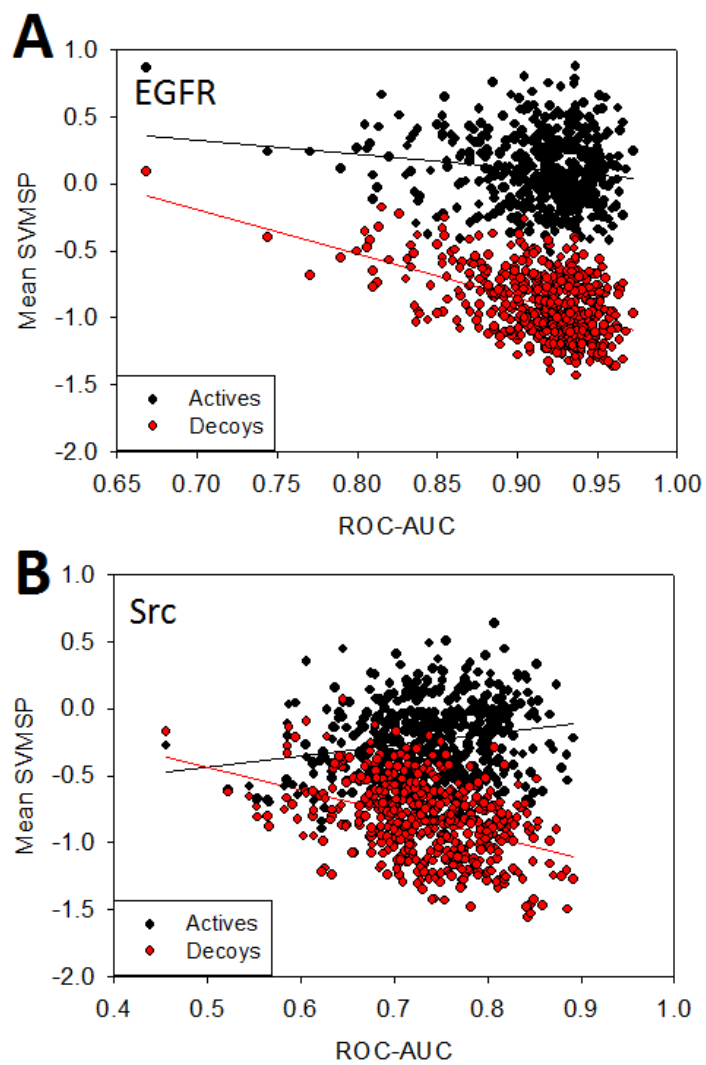 A
EGFR
1.0
0.5
0.0
-0.5
-1.0
-1.5
-2.0
Mean SVMSP
Actives
Decoys
0.65 0.70 0.75 0.80 0.85 0.90 0.95 1.00
ROC-AUC
B
Src
1.0
0.5
0.0
-0.5
-1.0
-1.5
-2.0
Mean SVMSP
Actives
Decoys
0.4 0.5 0.6 0.7 0.8 0.9 1.0
ROC-AUC